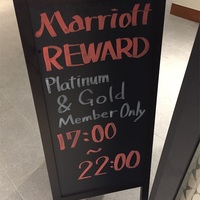 Marriott
REWARD
Platinum
& Gold
Member Only
17:00
~
22:00